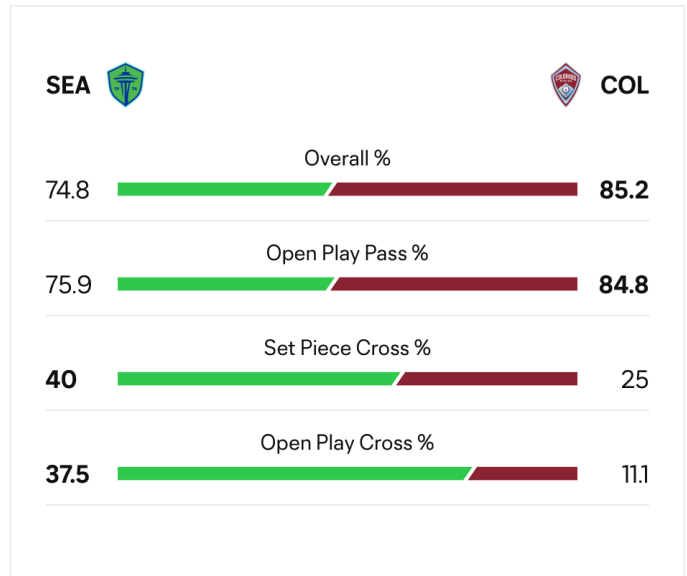 SEA COL
Overall %
74.8 85.2
Open Play Pass %
75.9 84.8
Set Piece Cross %
40 25
Open Play Cross %
37.5 11.1